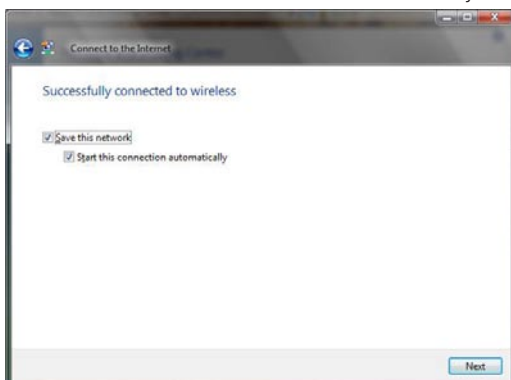 Connect to the Internet
Successfully connected to wireless
Save this network
Start this connection automatically
Next